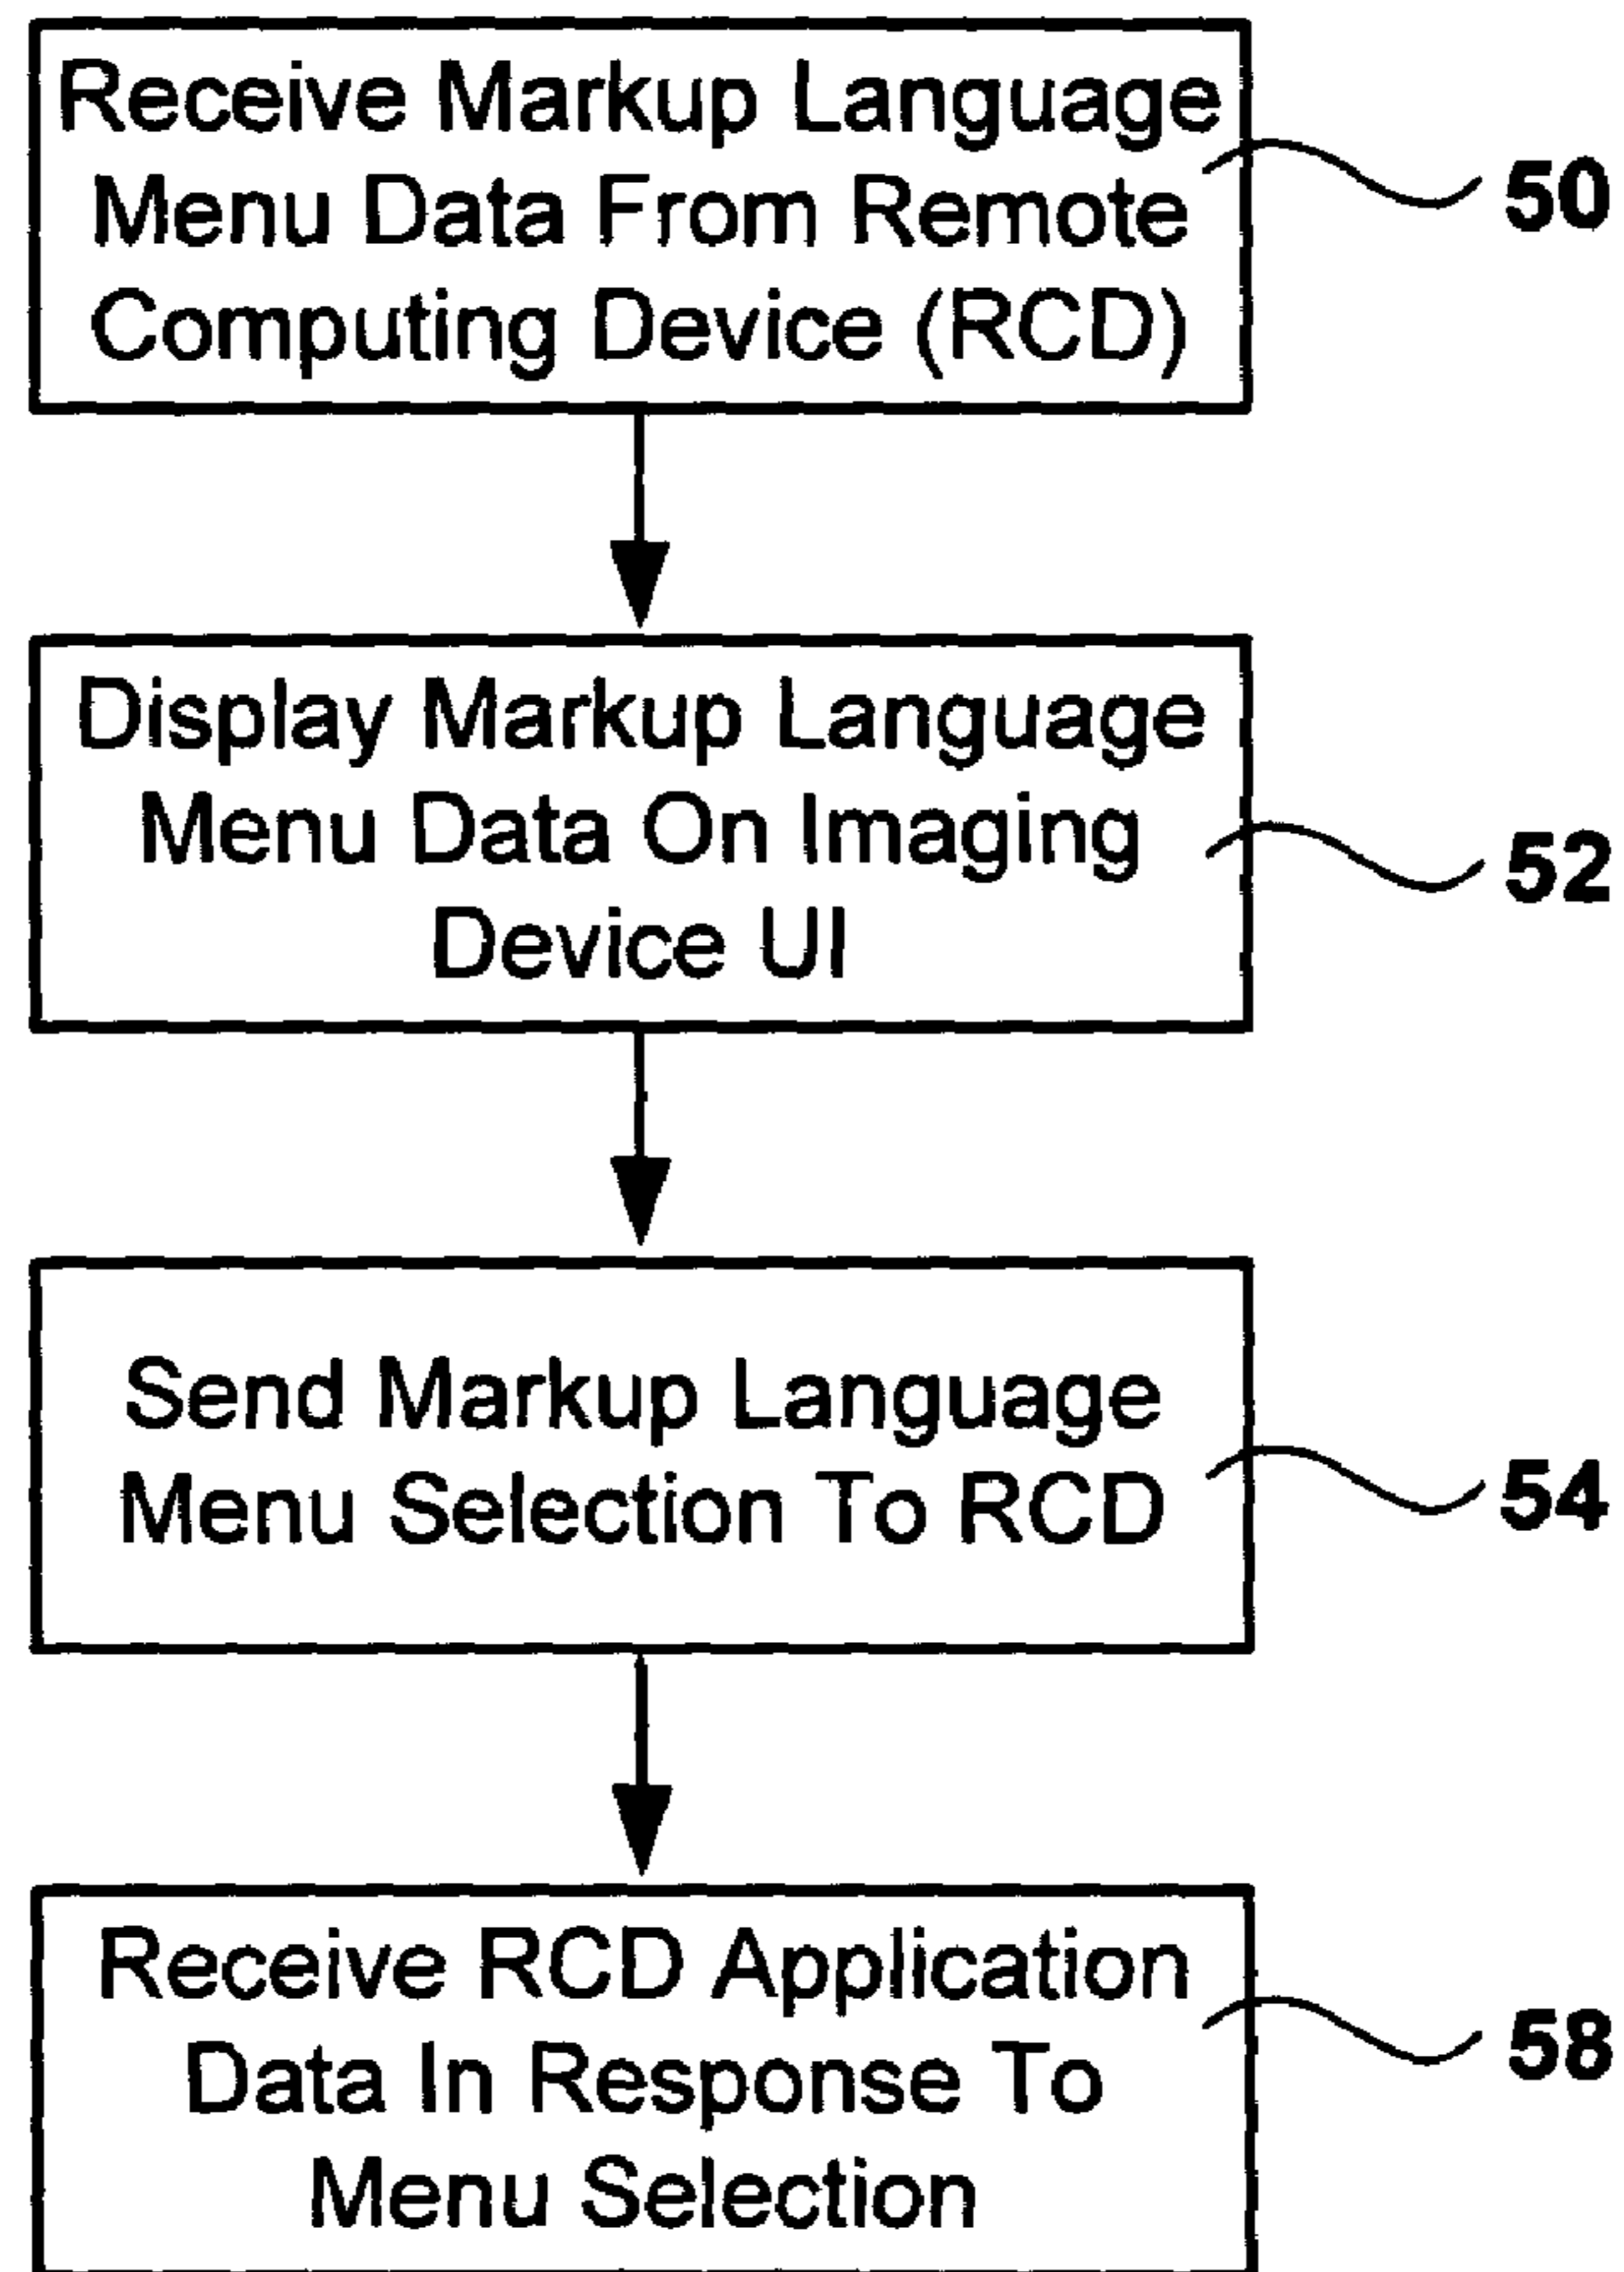 Receive Markup Language
Menu Data From Remote
Computing Device (RCD)
50
Display Markup Language
Menu Data On Imaging
Device UI
52
Send Markup Language
Menu Selection To RCD
54
Receive RCD Application
Data In Response To
Menu Selection
58